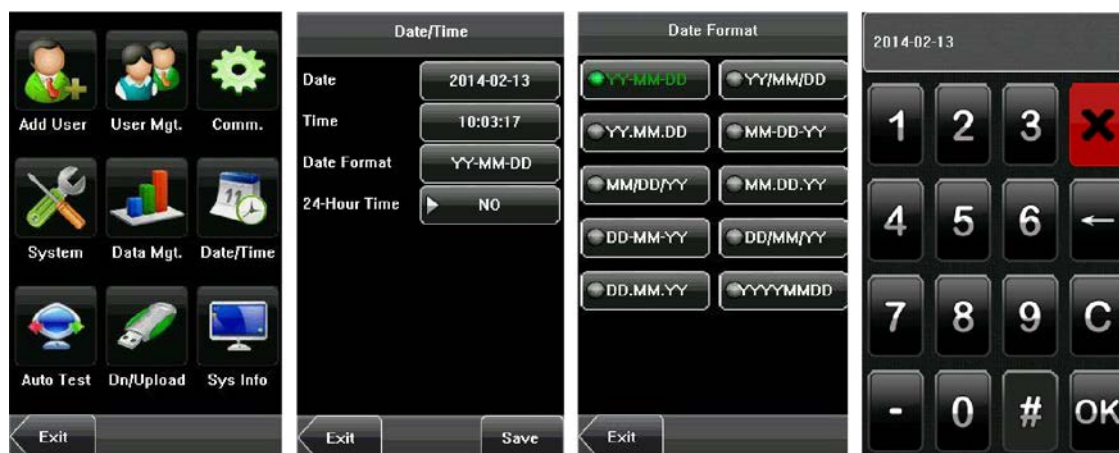 Add User User Mgt. Comm.
System Data Mgt. Date/Time
Auto Test Dn/Upload Sys Info
Exit
Date/Time
Date 2014-02-13
Time 10:03:17
Date Format YY-MM-DD
24-Hour Time NO
Exit Save
Date Format
YY-MM-DD YY/MM/DD
YY.MM.DD MM-DD-YY
MM/DD/YY MM.DD.YY
DD-MM-YY DD/MM/YY
DD.MM.YY YYYYMMDD
Exit
2014-02-13
1 2 3 X
4 5 6 ←
7 8 9 C
- 0 # OK